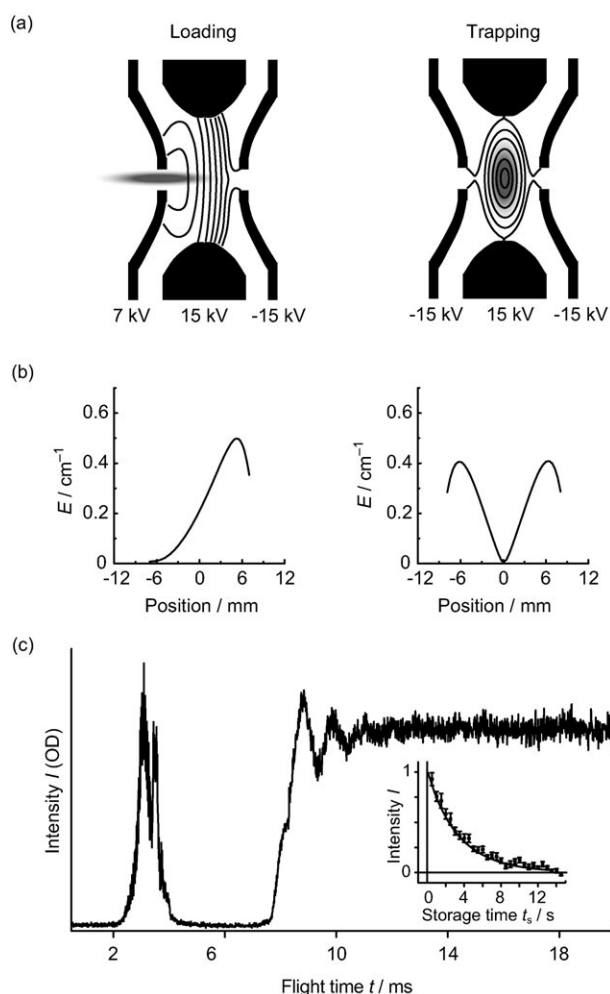 (a)
Loading Trapping
7 kV 15 kV -15 kV -15 kV 15 kV -15 kV
(b)
E / cm⁻¹ E / cm⁻¹
0.6 0.6
0.4 0.4
0.2 0.2
0 0
-12 -6 0 6 12 -12 -6 0 6 12
Position / mm Position / mm
(c)
Intensity I (OD)
Intensity I
1
0
0 4 8 12
Storage time tₛ / s
2 6 10 14 18
Flight time t / ms